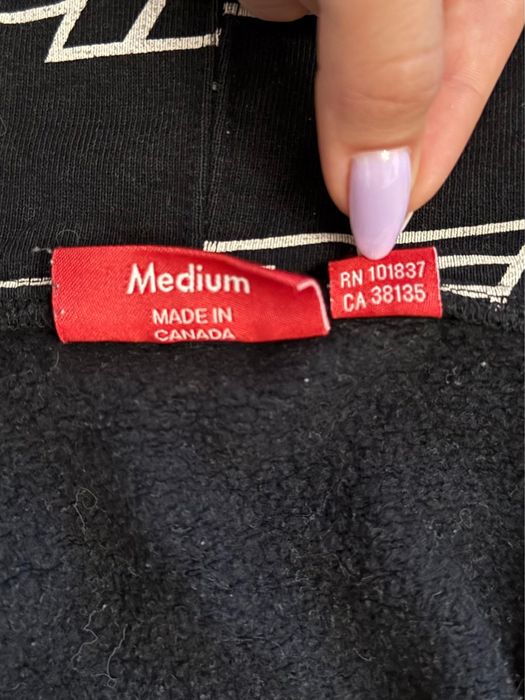 Medium
MADE IN
CANADA
RN 101837
CA 38135